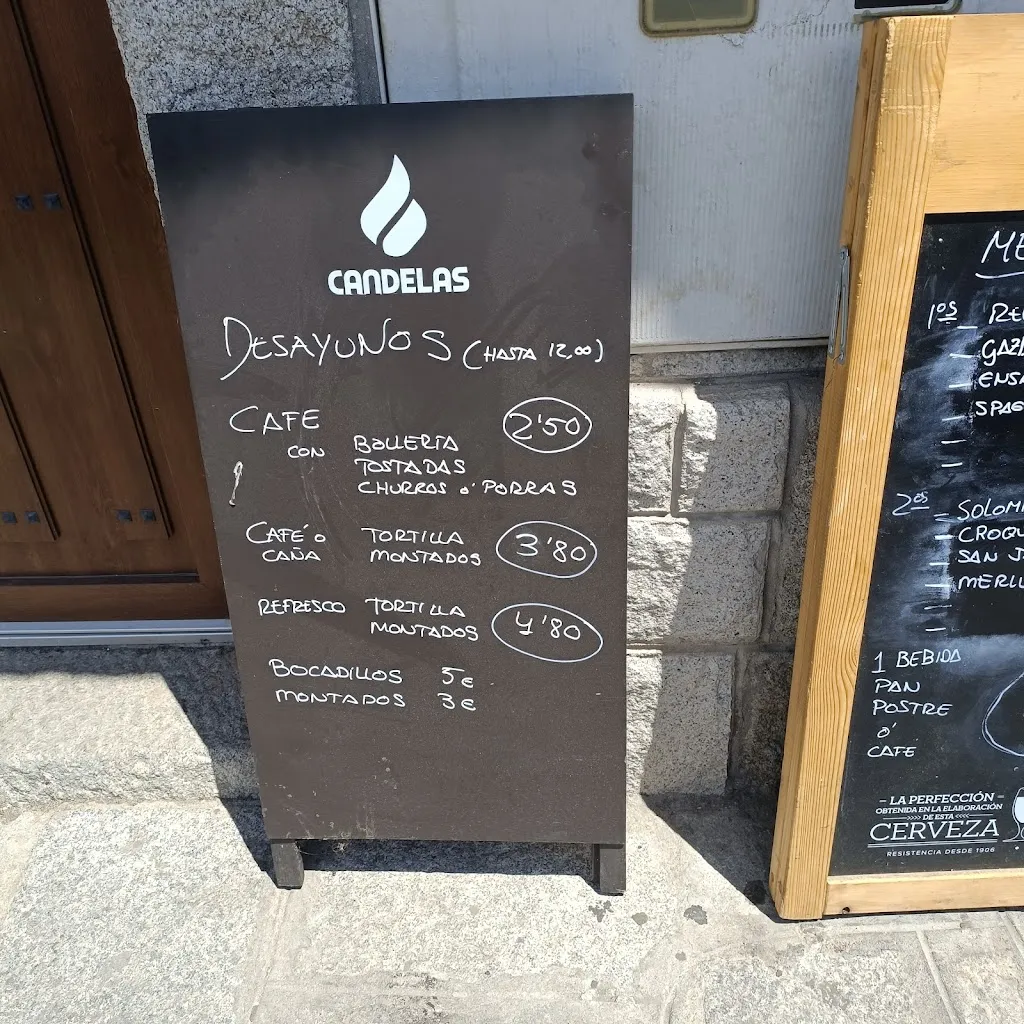 CANDELAS
DESAYUNOS (HASTA 12,00)
CAFE 2'50
CON BOLLERIA
TOSTADAS
CHURROS o' PORRAS
CAFÉ o TORTILLA 3'80
CAÑA MONTADOS
REFRESCO TORTILLA 4'80
MONTADOS
BOCADILLOS 5€
MONTADOS 3€
1os
2os
SAN J
1 BEBIDA
PAN
POSTRE
o'
CAFE
- LA PERFECCIÓN -
OBTENIDA EN LA ELABORACIÓN
>>>> DE ESTA <<<<
CERVEZA
RESISTENCIA DESDE 1906